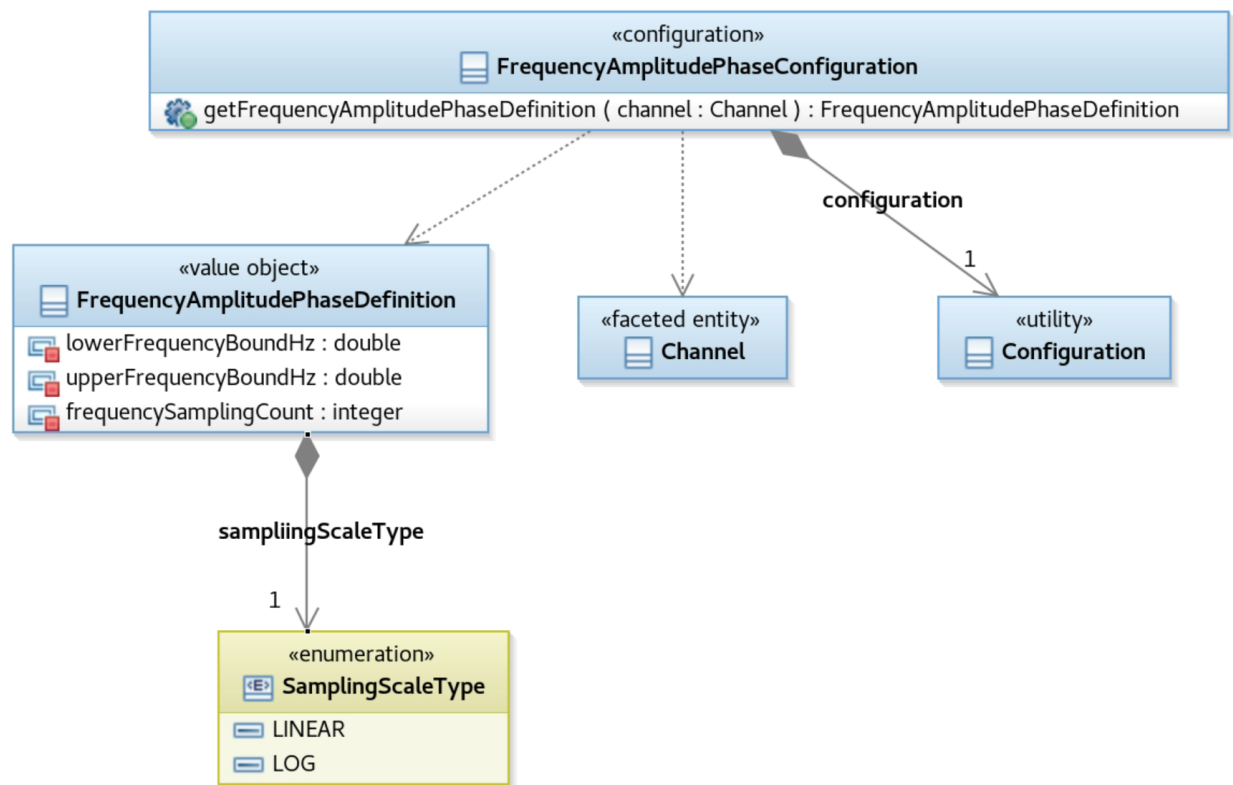 «configuration»
FrequencyAmplitudePhaseConfiguration
getFrequencyAmplitudePhaseDefinition ( channel : Channel ) : FrequencyAmplitudePhaseDefinition
configuration
1
«value object»
FrequencyAmplitudePhaseDefinition
lowerFrequencyBoundHz : double
upperFrequencyBoundHz : double
frequencySamplingCount : integer
«faceted entity»
Channel
«utility»
Configuration
sampliingScaleType
1
«enumeration»
<E> SamplingScaleType
LINEAR
LOG